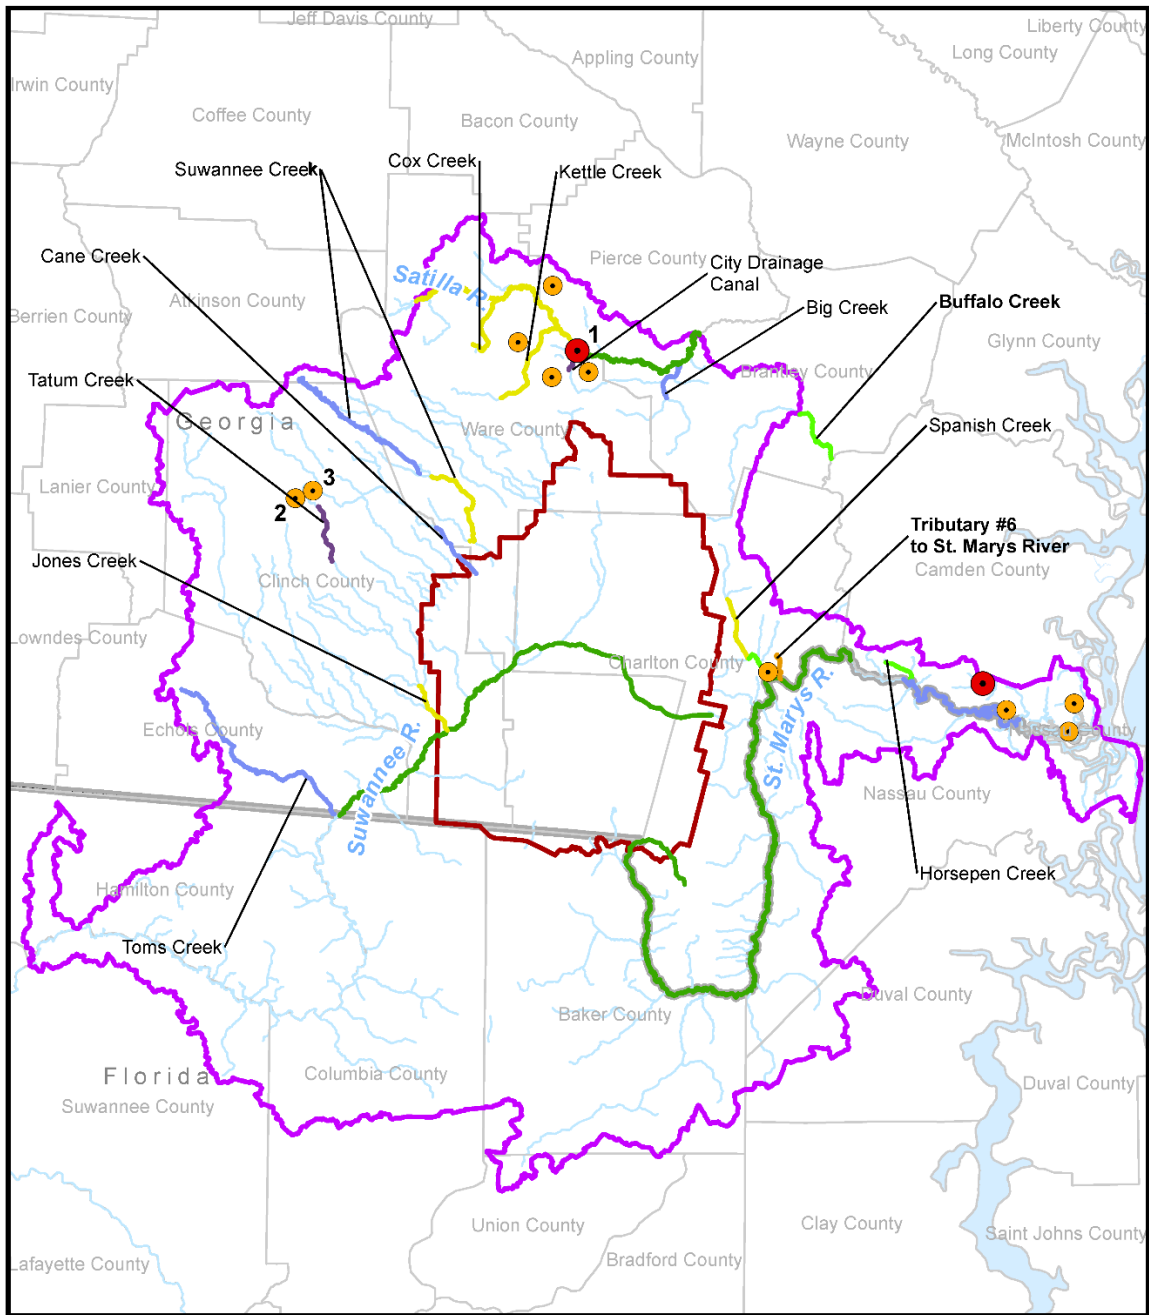 Jeff Davis County
Liberty County
Long County
Appling County
Irwin County
Coffee County
Bacon County
Wayne County
McIntosh County
Suwannee Creek
Cox Creek
Kettle Creek
Cane Creek
Pierce County
City Drainage
Canal
Satilla R.
Atkinson County
Berrien County
Big Creek
Buffalo Creek
1
Glynn County
Tatum Creek
Brantley County
Georgia
Ware County
Spanish Creek
Lanier County
3
2
Tributary #6
to St. Marys River
Jones Creek
Camden County
Clinch County
Lowndes County
Charlton County
Echols County
Suwannee R.
St. Marys R.
Nassau County
Nassau County
Horsepen Creek
Hamilton County
Toms Creek
Duval County
Baker County
Florida
Columbia County
Suwannee County
Duval County
Union County
Clay County
Saint Johns County
Bradford County
Lafayette County